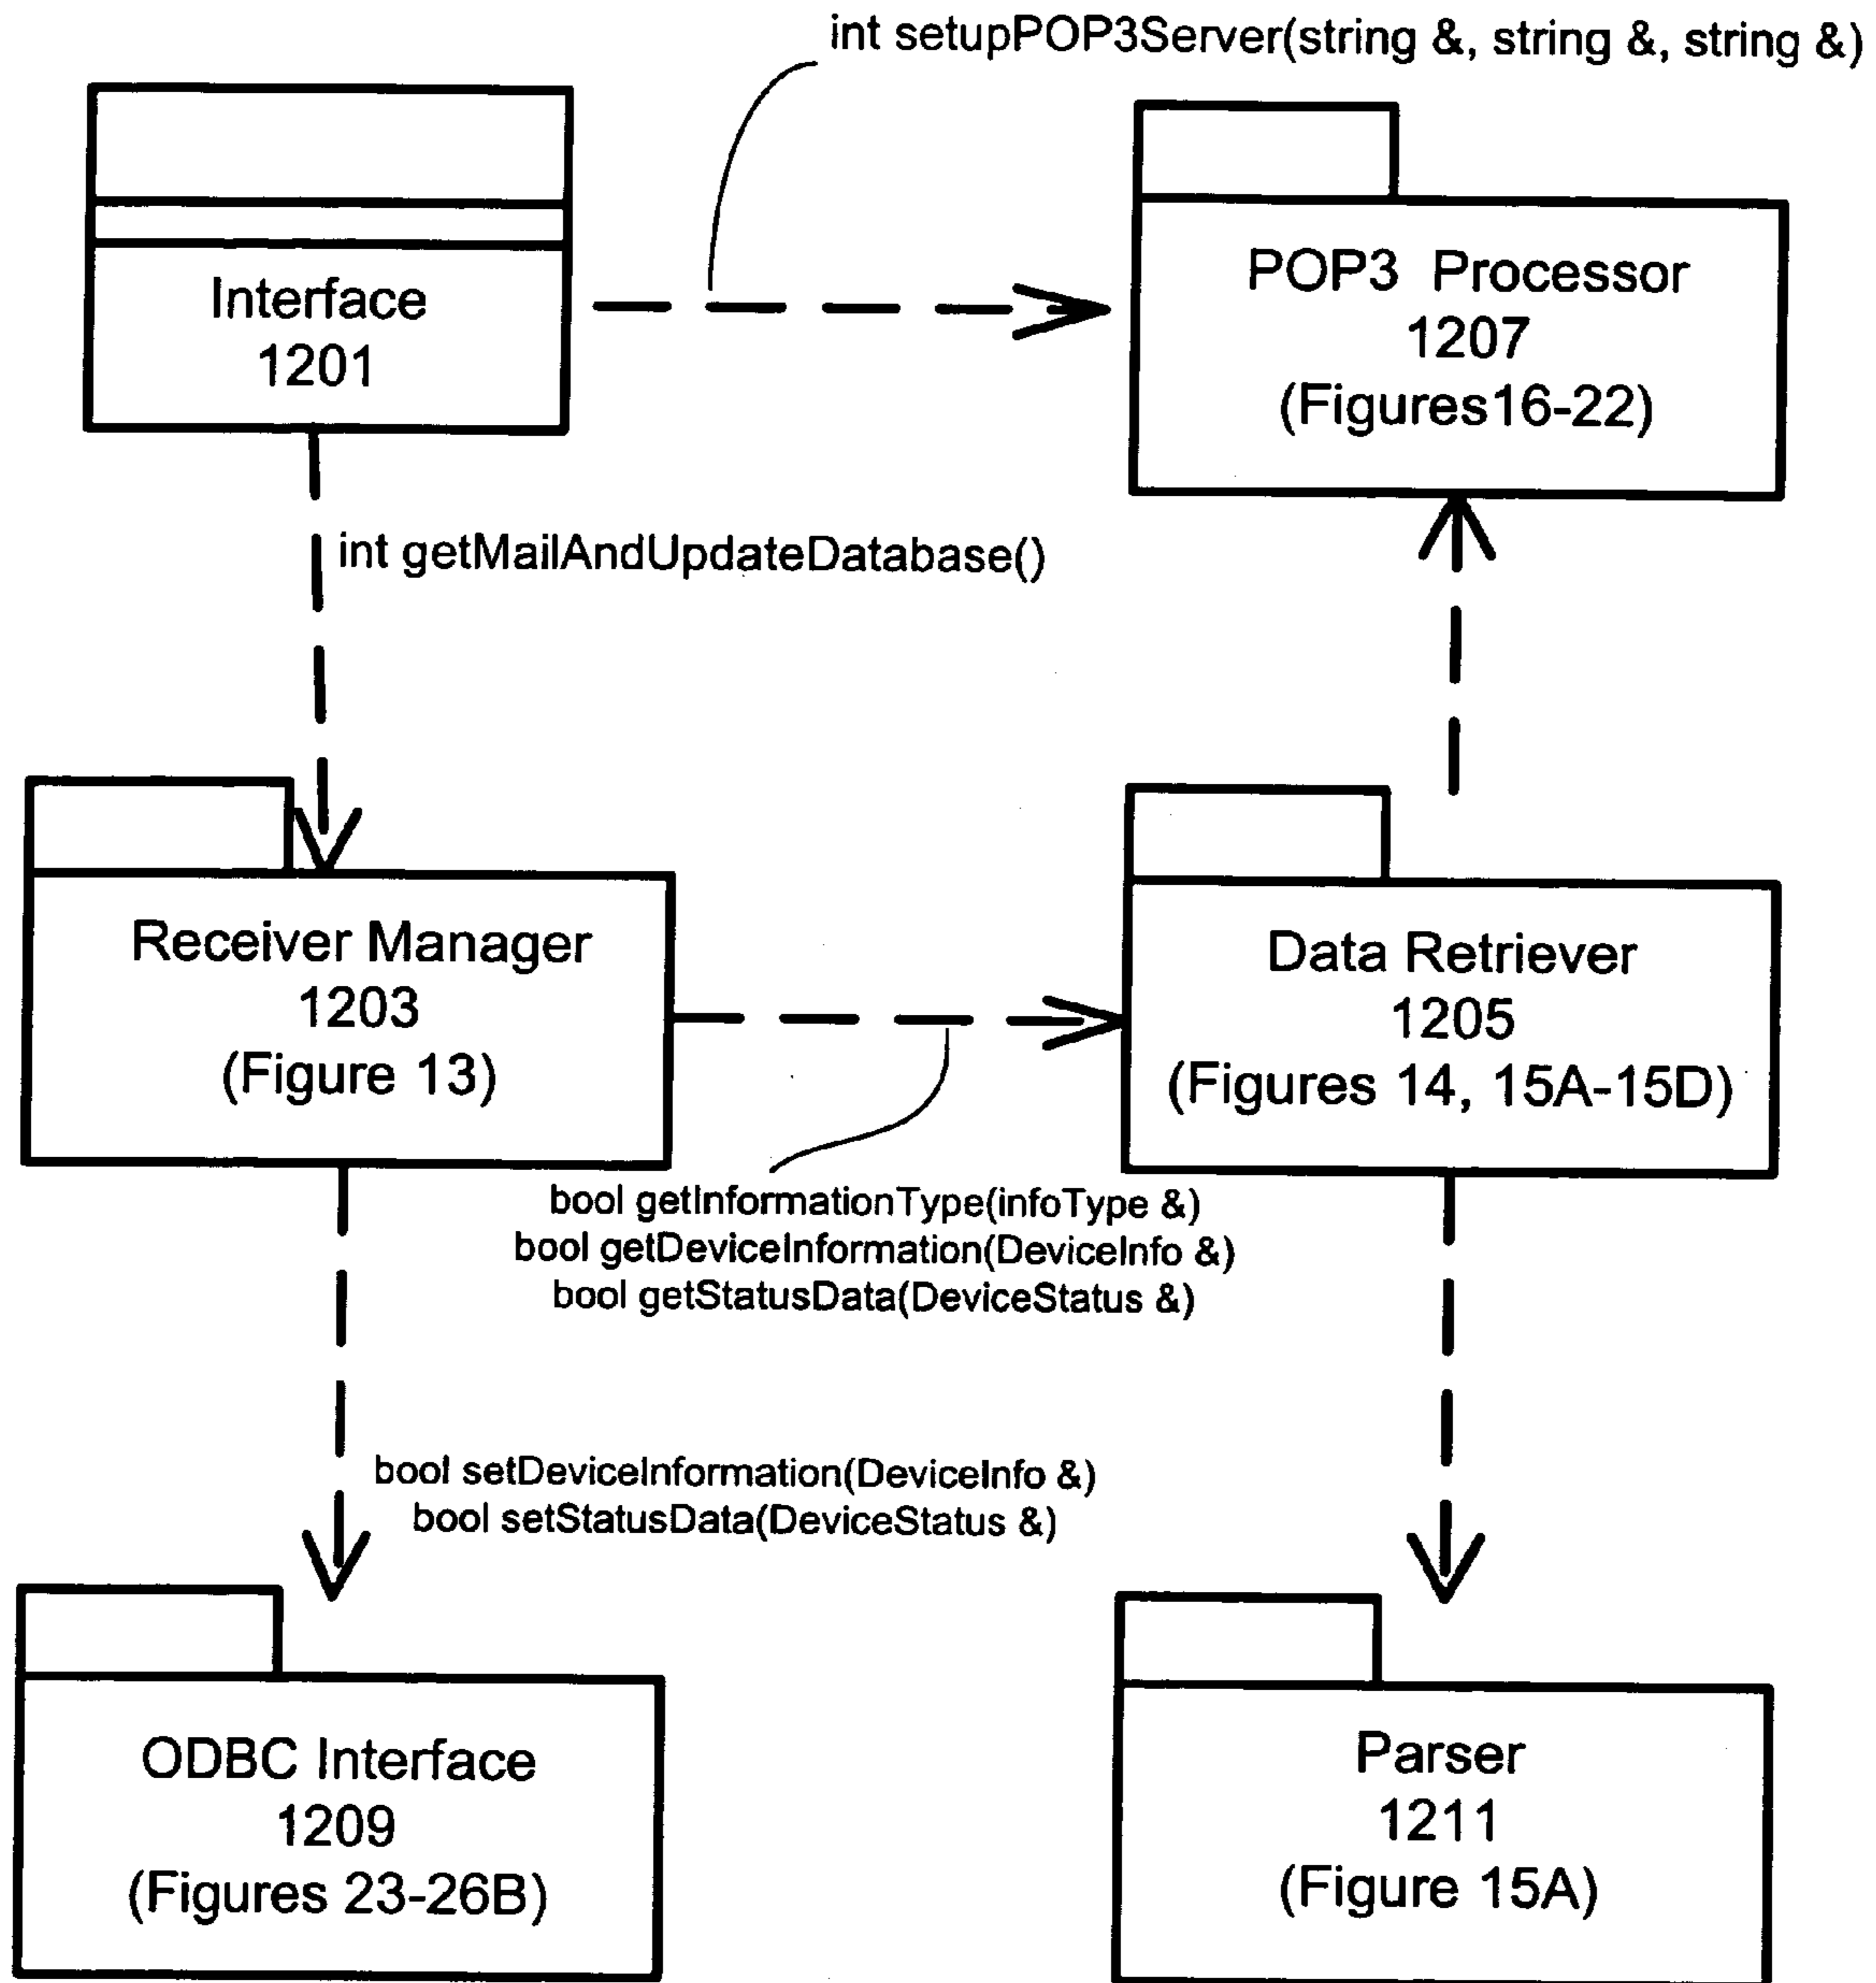 int setupPOP3Server(string &, string &, string &)
Interface
1201
POP3 Processor
1207
(Figures16-22)
int getMailAndUpdateDatabase()
Receiver Manager
1203
(Figure 13)
Data Retriever
1205
(Figures 14, 15A-15D)
bool getInformationType(infoType &)
bool getDeviceInformation(DeviceInfo &)
bool getStatusData(DeviceStatus &)
bool setDeviceInformation(DeviceInfo &)
bool setStatusData(DeviceStatus &)
ODBC Interface
1209
(Figures 23-26B)
Parser
1211
(Figure 15A)